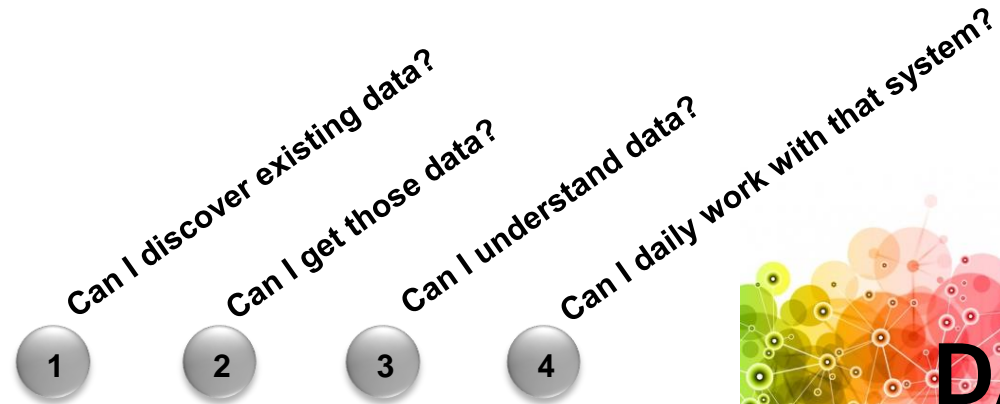 Can I discover existing data?
Can I get those data?
Can I understand data?
Can I daily work with that system?
1
2
3
4
D